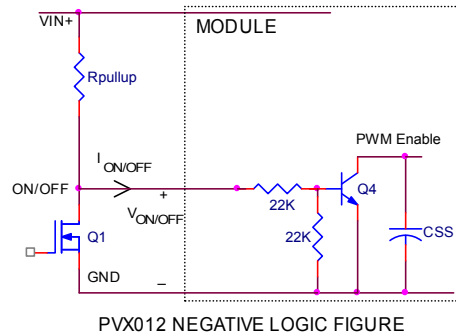 VIN+
MODULE
Rpullup
PWM Enable
I ON/OFF
ON/OFF
+
V ON/OFF
22K
Q4
22K
CSS
Q1
GND
–
PVX012 NEGATIVE LOGIC FIGURE